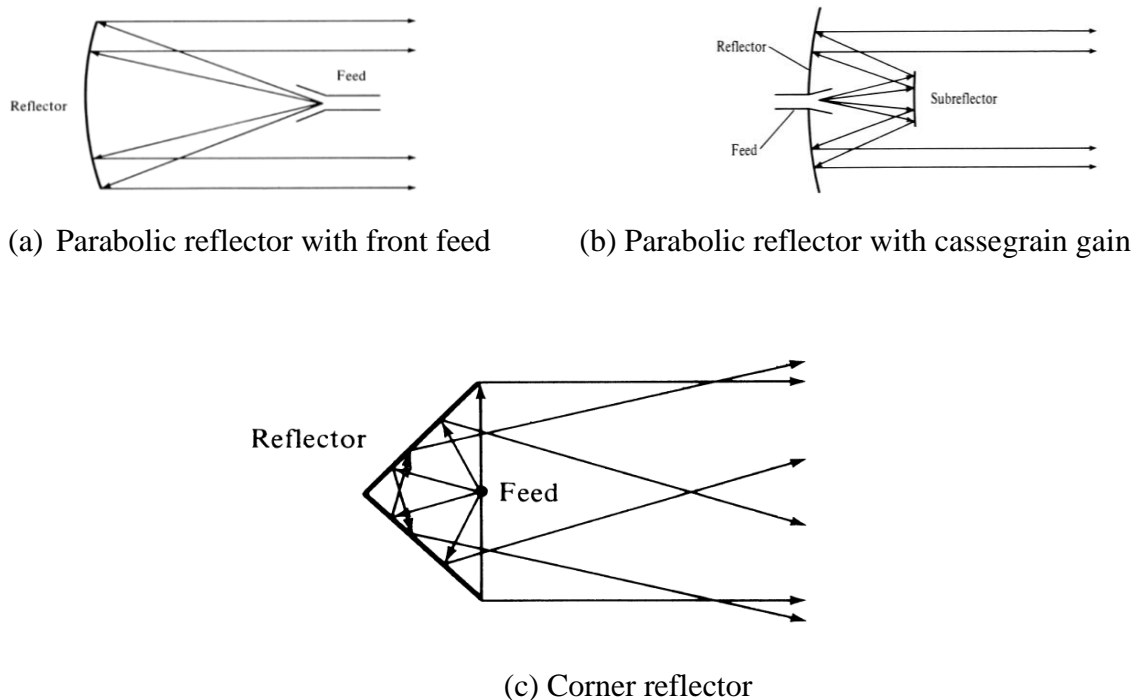 Feed
Reflector
Reflector
Subreflector
Feed
(a) Parabolic reflector with front feed
(b) Parabolic reflector with cassegrain gain
Reflector
Feed
(c) Corner reflector